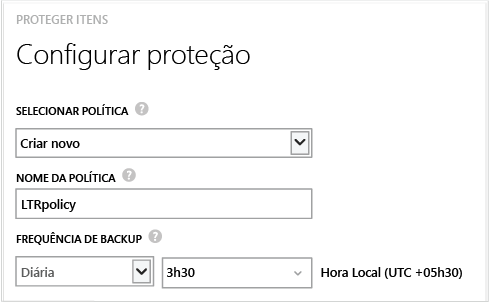 PROTEGER ITENS
Configurar proteção
SELECIONAR POLÍTICA ?
Criar novo
NOME DA POLÍTICA ?
LTRpolicy
FREQUÊNCIA DE BACKUP ?
Diária 3h30 Hora Local (UTC +05h30)